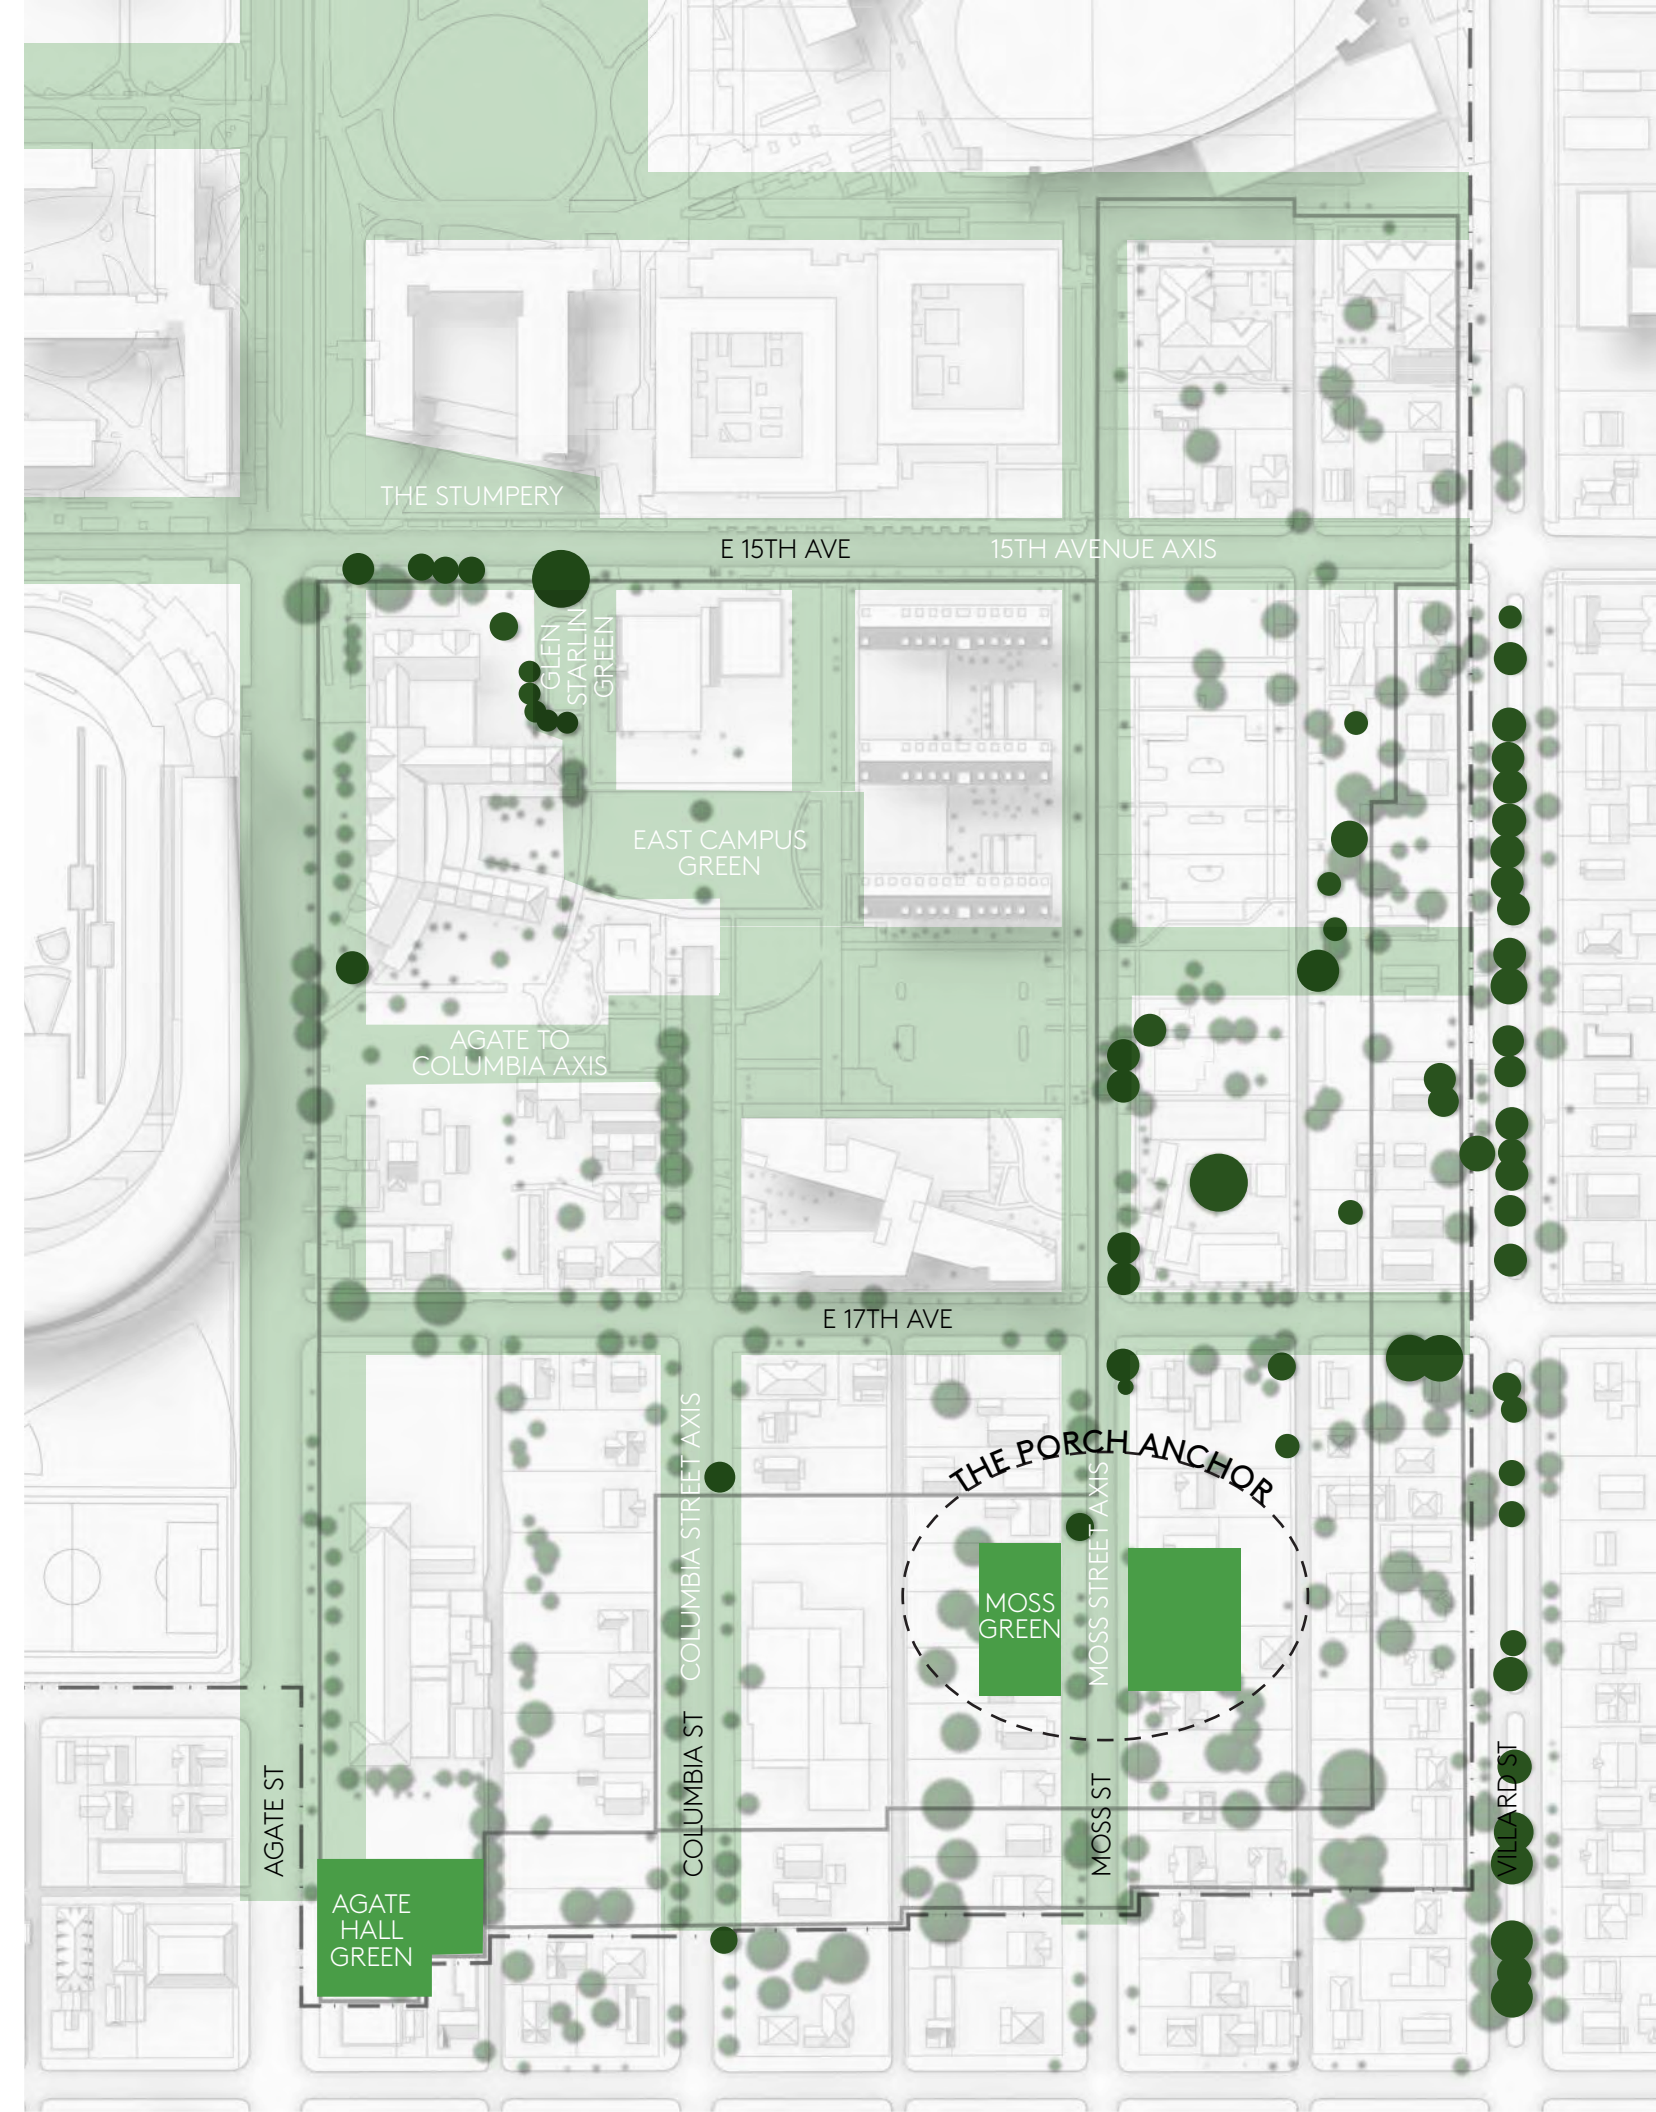 THE STUMPERY
E 15TH AVE
15TH AVENUE AXIS
GLEN
STARLIN
GREEN
EAST CAMPUS
GREEN
AGATE TO
COLUMBIA AXIS
E 17TH AVE
COLUMBIA STREET AXIS
THE PORCH ANCHOR
MOSS STREET AXIS
MOSS
GREEN
AGATE ST
COLUMBIA ST
MOSS ST
VILLARD ST
AGATE
HALL
GREEN